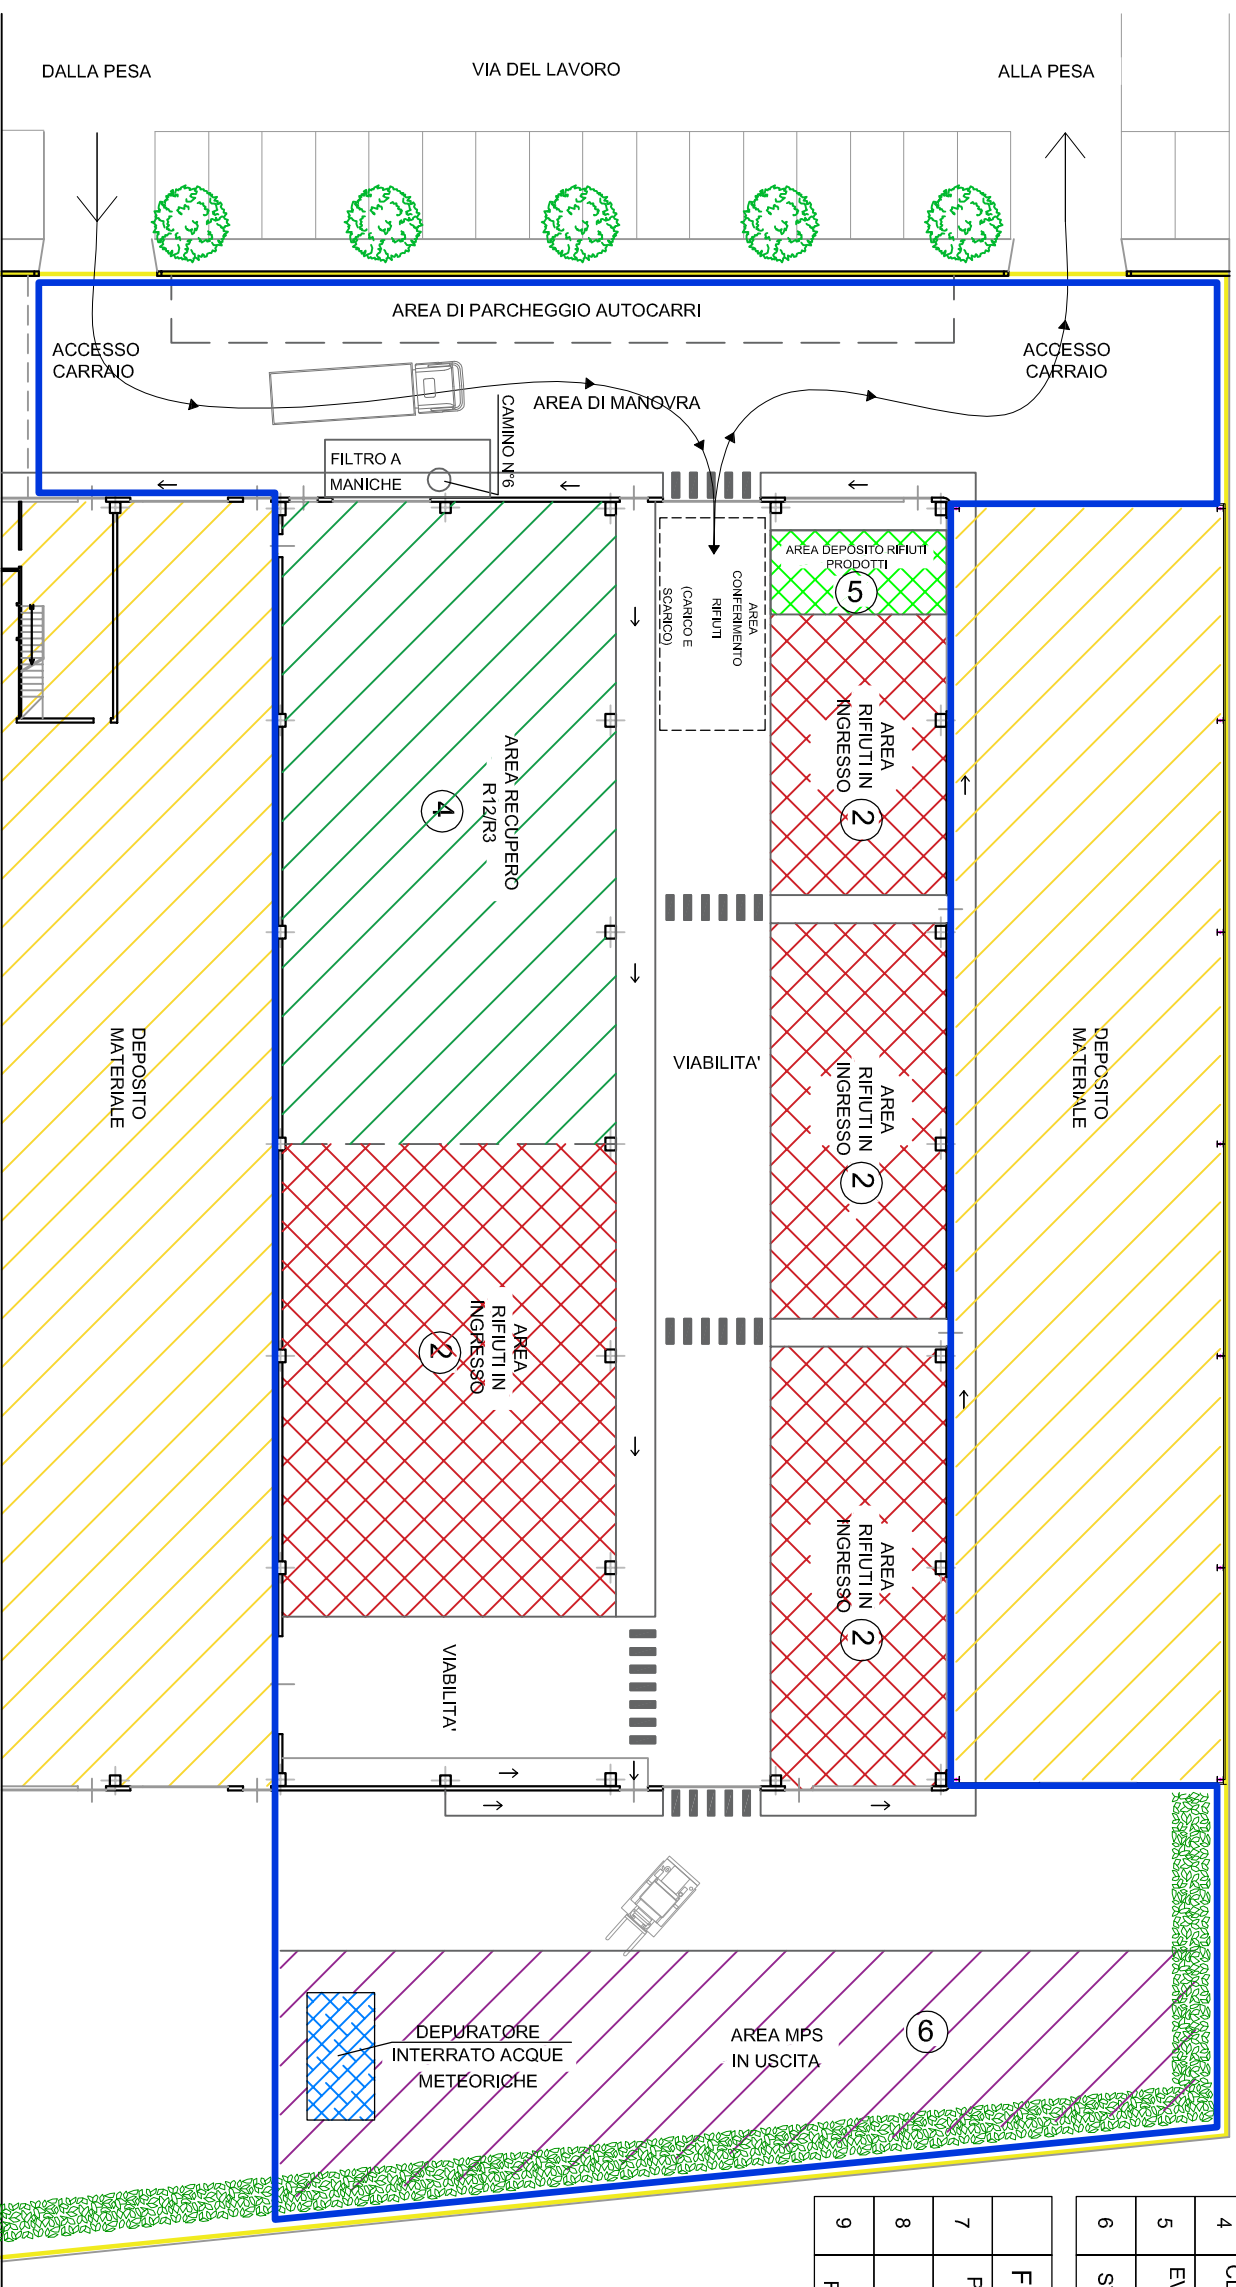 DALLA PESA
VIA DEL LAVORO
ALLA PESA
AREA DI PARCHEGGIO AUTOCARRI
ACCESSO
CARRAIO
ACCESSO
CARRAIO
AREA DI MANOVRA
CAMINO N°6
FILTRO A
MANICHE
AREA DEPOSITO RIFIUTI
PRODOTTI
5
AREA
CONFERIMENTO
RIFIUTI
(CARICO E
SCARICO)
AREA
RIFIUTI IN
INGRESSO
2
AREA RECUPERO
R12/R3
4
DEPOSITO
MATERIALE
DEPOSITO
MATERIALE
VIABILITA'
AREA
RIFIUTI IN
INGRESSO
2
AREA
RIFIUTI IN
INGRESSO
2
AREA
RIFIUTI IN
INGRESSO
2
VIABILITA'
6
AREA MPS
IN USCITA
DEPURATORE
INTERRATO ACQUE
METEORICHE
4
5
6
7
8
9